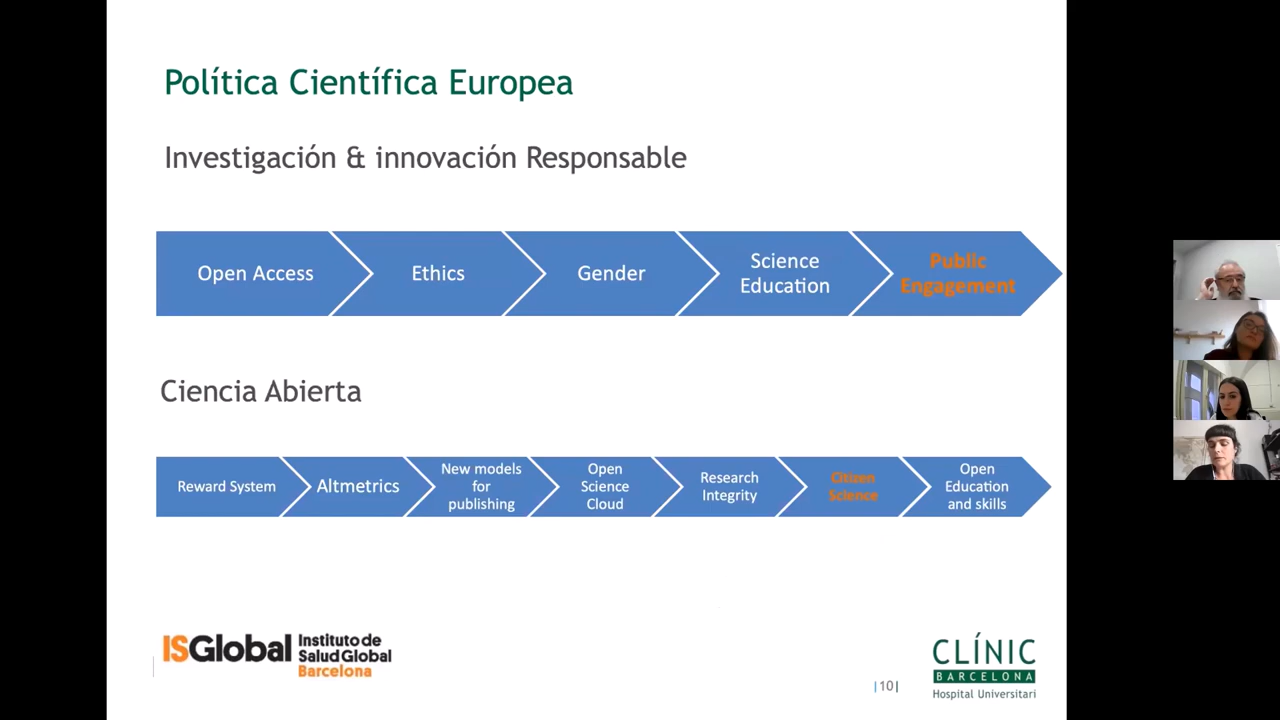 Política Científica Europea
Investigación & innovación Responsable
Open Access
Ethics
Gender
Science
Education
Public
Engagement
Ciencia Abierta
Reward System
Altmetrics
New models
for
publishing
Open
Science
Cloud
Research
Integrity
Citizen
Science
Open
Education
and skills
ISGlobal
Instituto de
Salud Global
Barcelona
|10|
CLÍNIC
BARCELONA
Hospital Universitari